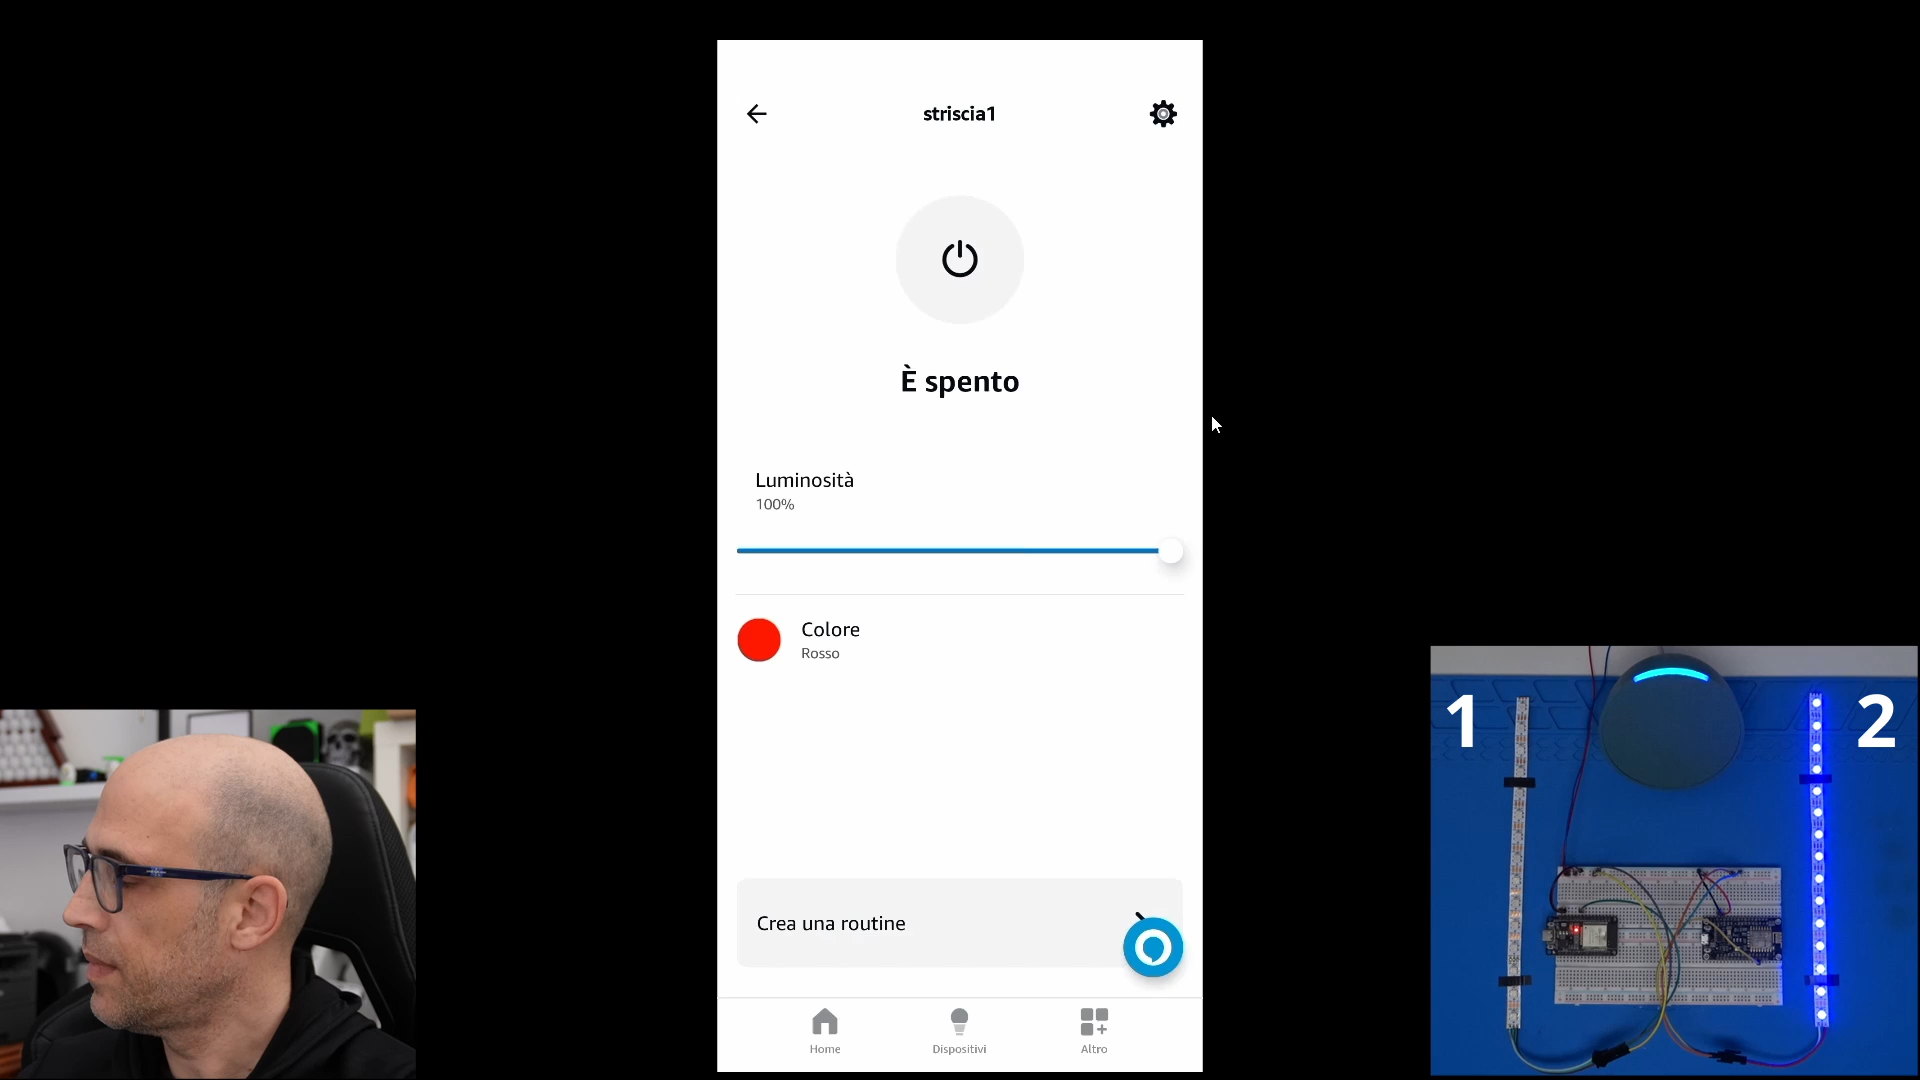 striscia1
È spento
Luminosità
100%
Colore
Rosso
Crea una routine
Home
Dispositivi
Altro
1
2